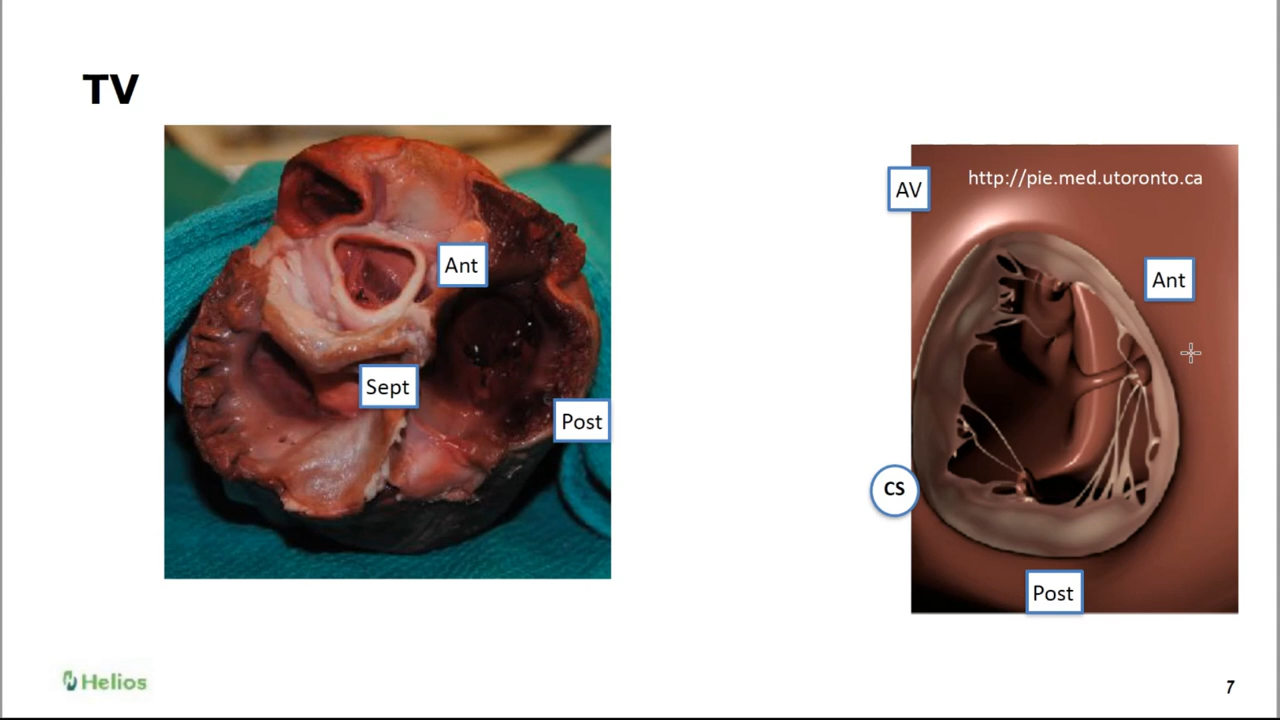 TV
Ant
Sept
Post
AV
http://pie.med.utoronto.ca
Ant
CS
Post
Helios
7